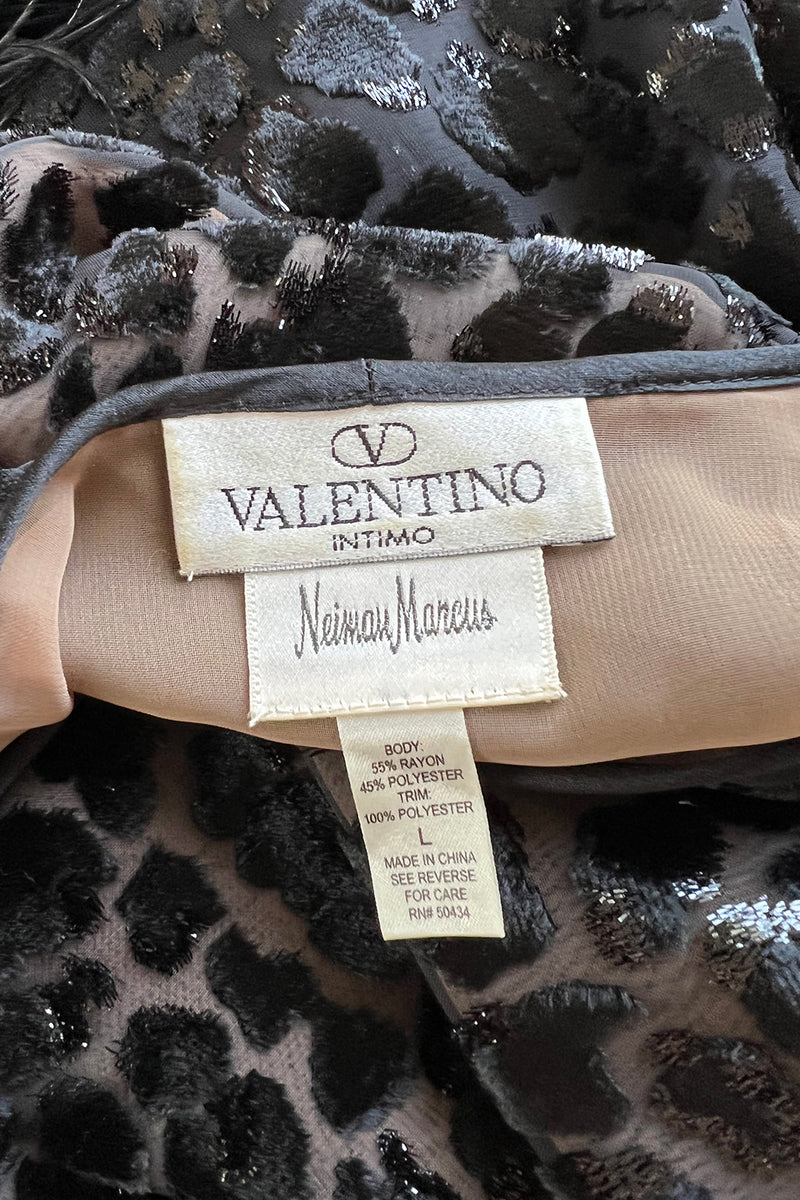 V
VALENTINO
INTIMO
Neiman Marcus
BODY:
55% RAYON
45% POLYESTER
TRIM:
100% POLYESTER
L
MADE IN CHINA
SEE REVERSE
FOR CARE
RN# 50434